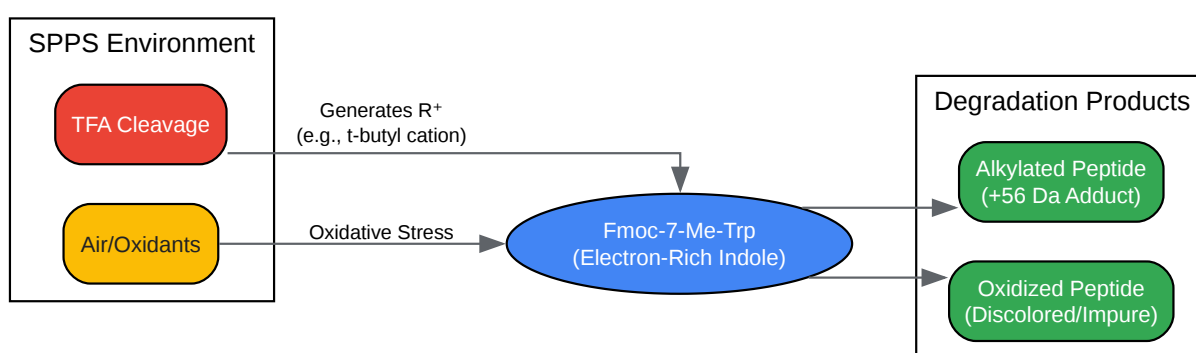 SPPS Environment
TFA Cleavage
Air/Oxidants
Generates R⁺
(e.g., t-butyl cation)
Oxidative Stress
Fmoc-7-Me-Trp
(Electron-Rich Indole)
Degradation Products
Alkylated Peptide
(+56 Da Adduct)
Oxidized Peptide
(Discolored/Impure)